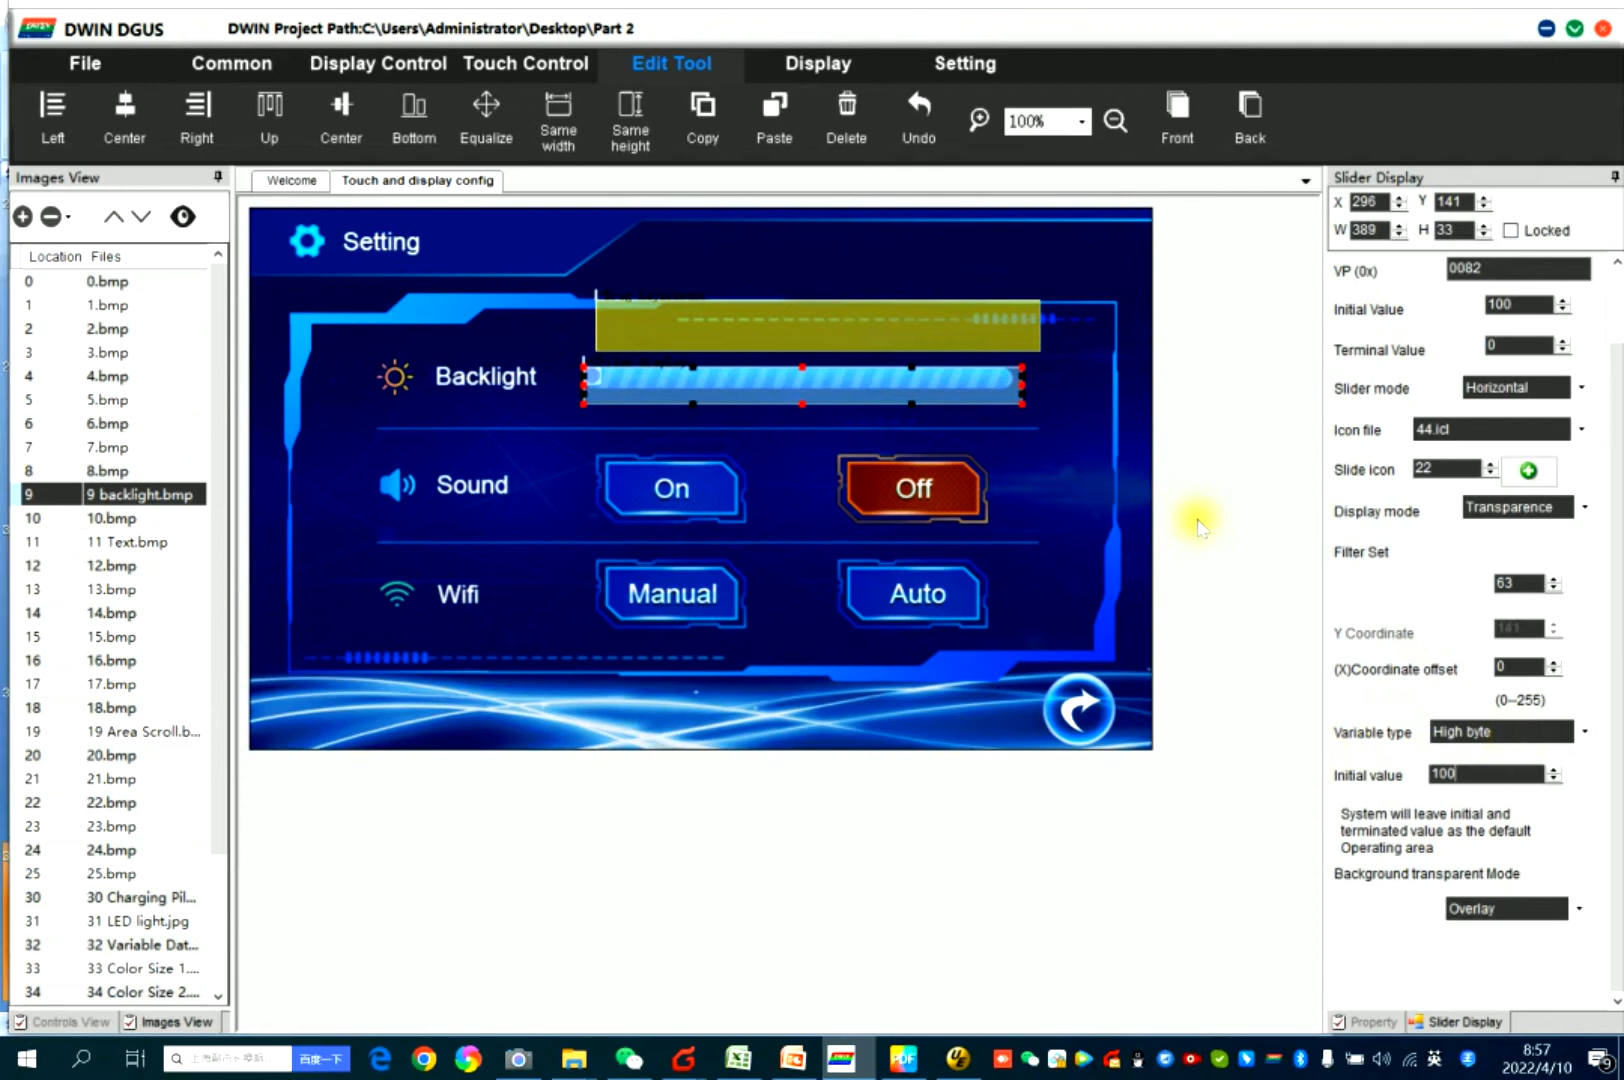 DWIN DGUS
DWIN Project Path:C:\Users\Administrator\Desktop\Part 2
File Common Display Control Touch Control Edit Tool Display Setting
Left Center Right Up Center Bottom Equalize Same width Same height Copy Paste Delete Undo 100% Front Back
Images View
Location Files
0 0.bmp
1 1.bmp
2 2.bmp
3 3.bmp
4 4.bmp
5 5.bmp
6 6.bmp
7 7.bmp
8 8.bmp
9 9 backlight.bmp
10 10.bmp
11 11 Text.bmp
12 12.bmp
13 13.bmp
14 14.bmp
15 15.bmp
16 16.bmp
17 17.bmp
18 18.bmp
19 19 Area Scroll.b...
20 20.bmp
21 21.bmp
22 22.bmp
23 23.bmp
24 24.bmp
25 25.bmp
30 30 Charging Pil...
31 31 LED light.jpg
32 32 Variable Dat...
33 33 Color Size 1....
34 34 Color Size 2....
Controls View Images View
Welcome Touch and display config
Setting
Backlight
Sound On Off
Wifi Manual Auto
Slider Display
X 296 Y 141
W 389 H 33 Locked
VP (0x) 0082
Initial Value 100
Terminal Value 0
Slider mode Horizontal
Icon file 44.icl
Slide icon 22
Display mode Transparence
Filter Set
63
Y Coordinate 141
(X)Coordinate offset 0
(0--255)
Variable type High byte
Initial value 100
System will leave initial and
terminated value as the default
Operating area
Background transparent Mode
Overlay
Property Slider Display
百度一下
PDF
英
8:57
2022/4/10
9